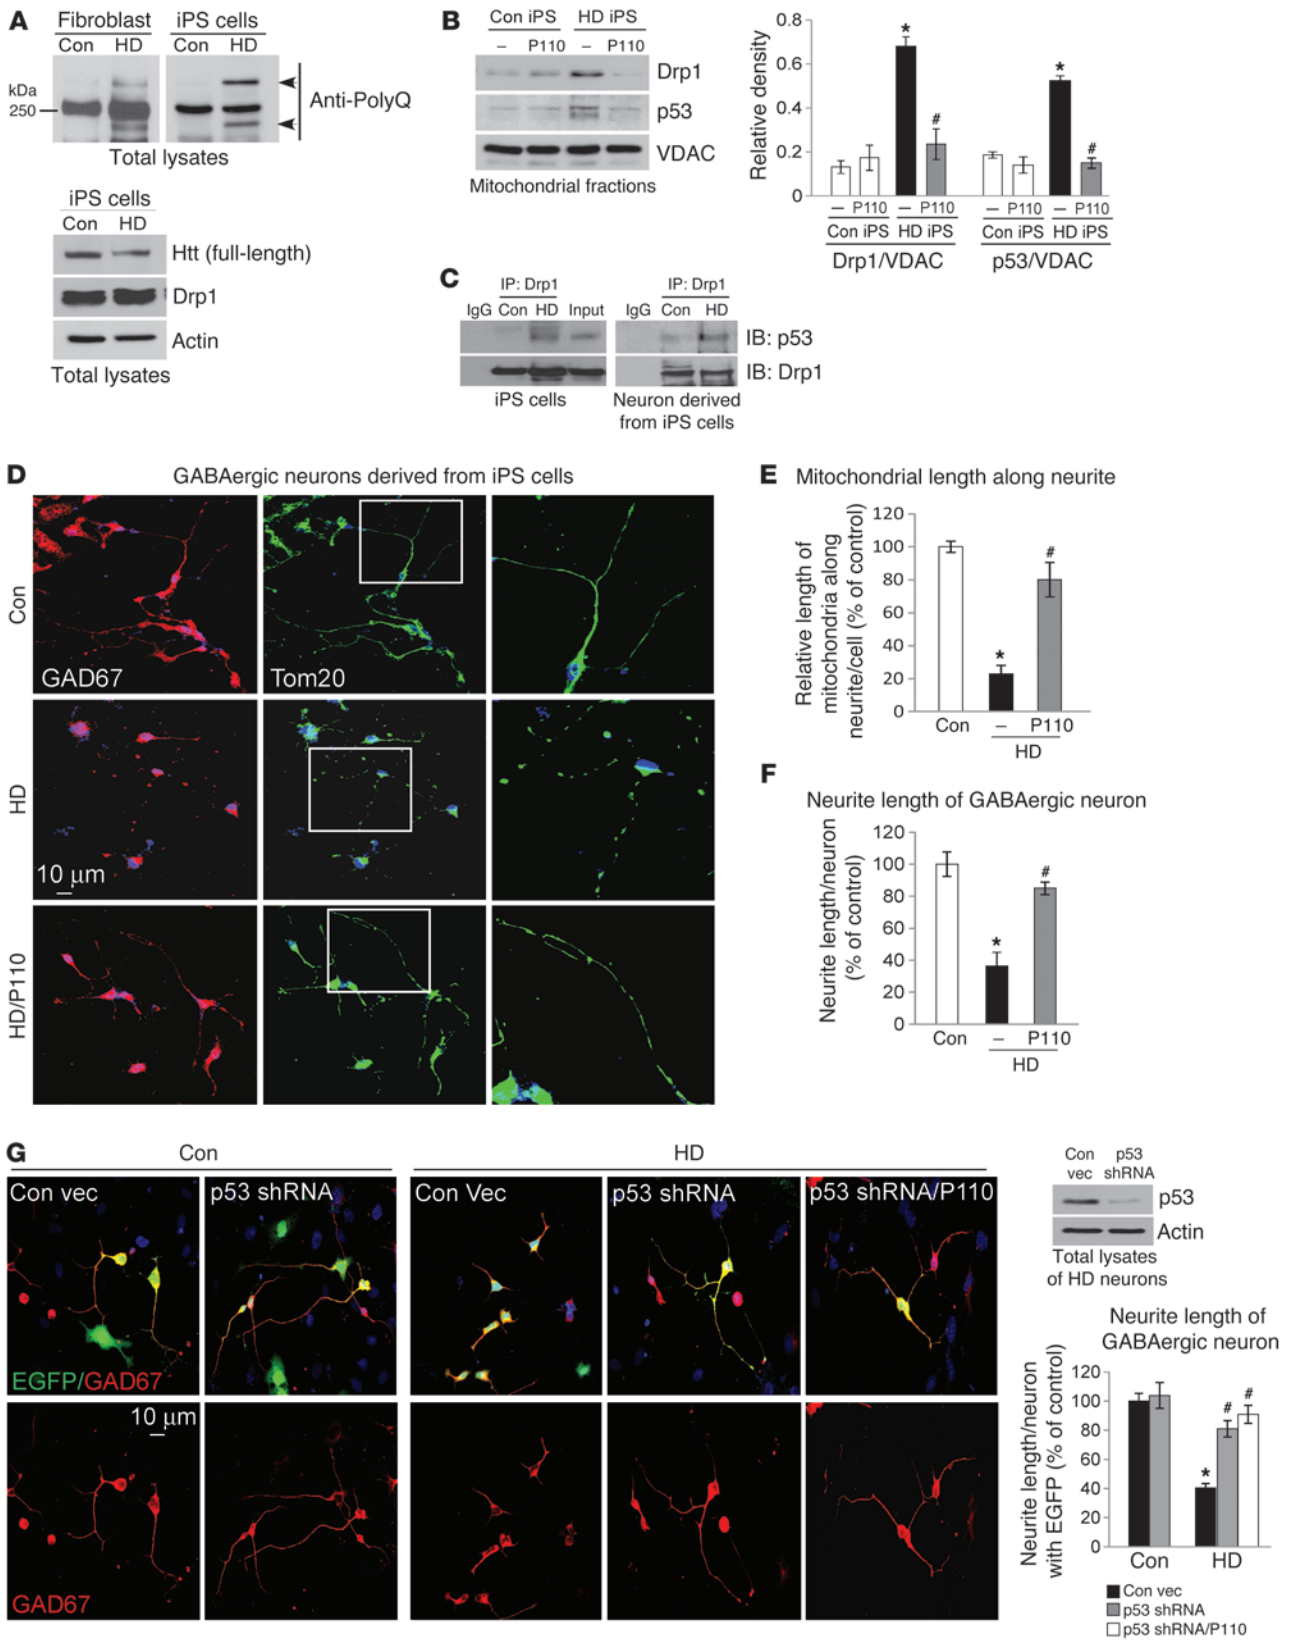 A
Fibroblast
iPS cells
Con HD Con HD
kDa
250
Anti-PolyQ
Total lysates
iPS cells
Con HD
Htt (full-length)
Drp1
Actin
Total lysates
B
Con iPS HD iPS
– P110 – P110
Drp1
p53
VDAC
Mitochondrial fractions
Relative density
0.8
0.6
0.4
0.2
0
* # * #
– P110 – P110 – P110 – P110
Con iPS HD iPS Con iPS HD iPS
Drp1/VDAC p53/VDAC
C
IP: Drp1 IP: Drp1
IgG Con HD Input IgG Con HD
IB: p53
IB: Drp1
iPS cells
Neuron derived
from iPS cells
D
GABAergic neurons derived from iPS cells
Con
GAD67
Tom20
HD
10 μm
HD/P110
E
Mitochondrial length along neurite
Relative length of
mitochondria along
neurite/cell (% of control)
120
100
80
60
40
20
0
* #
Con – P110
HD
F
Neurite length of GABAergic neuron
Neurite length/neuron
(% of control)
120
100
80
60
40
20
0
* #
Con – P110
HD
G
Con
HD
Con vec
p53 shRNA
Con Vec
p53 shRNA
p53 shRNA/P110
EGFP/GAD67
10 μm
GAD67
Con
vec
p53
shRNA
p53
Actin
Total lysates
of HD neurons
Neurite length of
GABAergic neuron
Neurite length/neuron
with EGFP (% of control)
120
100
80
60
40
20
0
* # #
Con HD
Con vec
p53 shRNA
p53 shRNA/P110